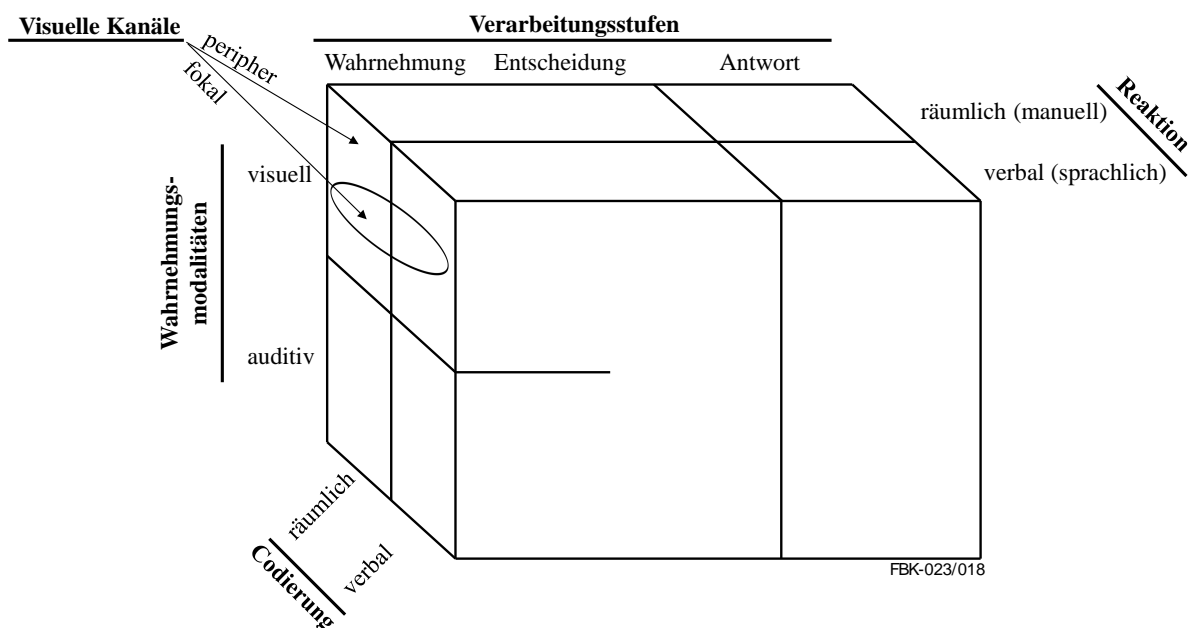 Visuelle Kanäle
Verarbeitungsstufen
peripher
fokal
Wahrnehmung
Entscheidung
Antwort
räumlich (manuell)
verbal (sprachlich)
Reaktion
Wahrnehmungs-
modalitäten
visuell
auditiv
räumlich
verbal
Codierung
FBK-023/018